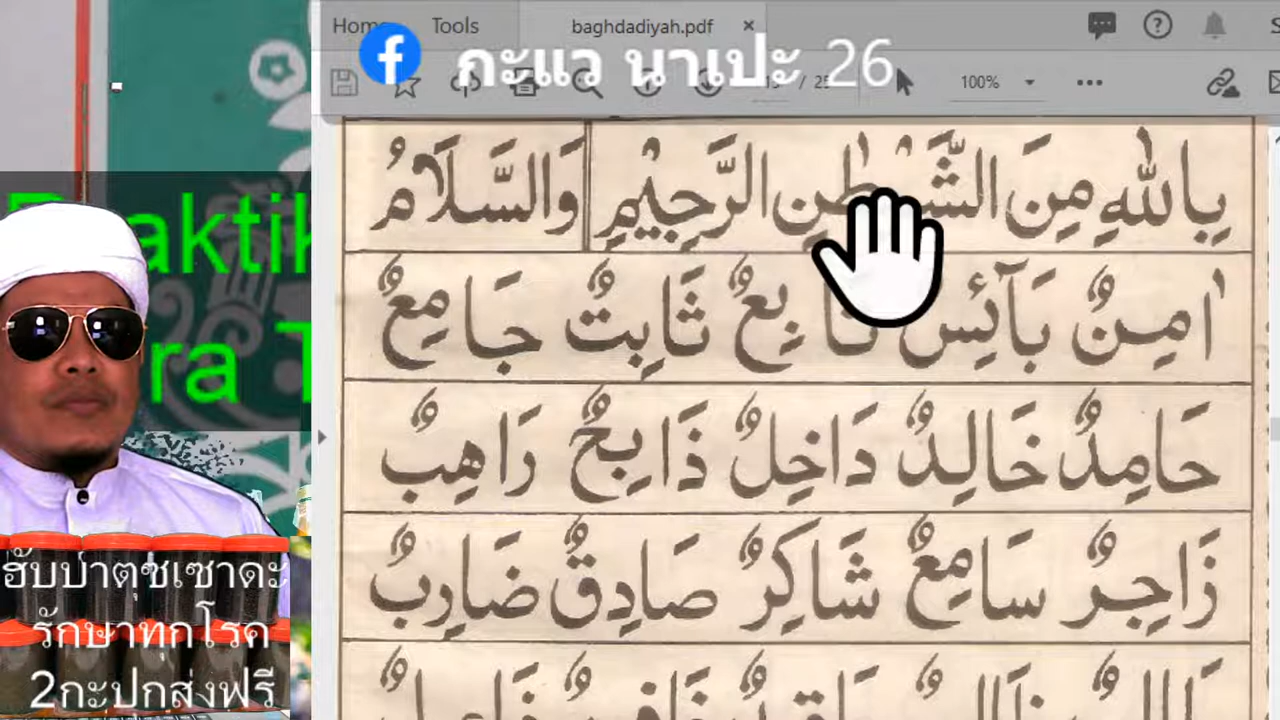 Home Tools baghdadiyah.pdf ×
กะแว นาเปะ 26
100%
بِاللّٰهِ مِنَ الشَّيْطٰنِ الرَّجِيْمِ وَالسَّلَامُ
اٰمِنٌ بَآئِسٌ تَابِعٌ ثَابِتٌ جَامِعٌ
حَامِدٌ خَالِدٌ دَاخِلٌ ذَابِحٌ رَاهِبٌ
زَاجِرٌ سَامِعٌ شَاكِرٌ صَادِقٌ ضَارِبٌ
ฮับบาตุซเซาดะ
รักษาทุกโรค
2กะปุกส่งฟรี